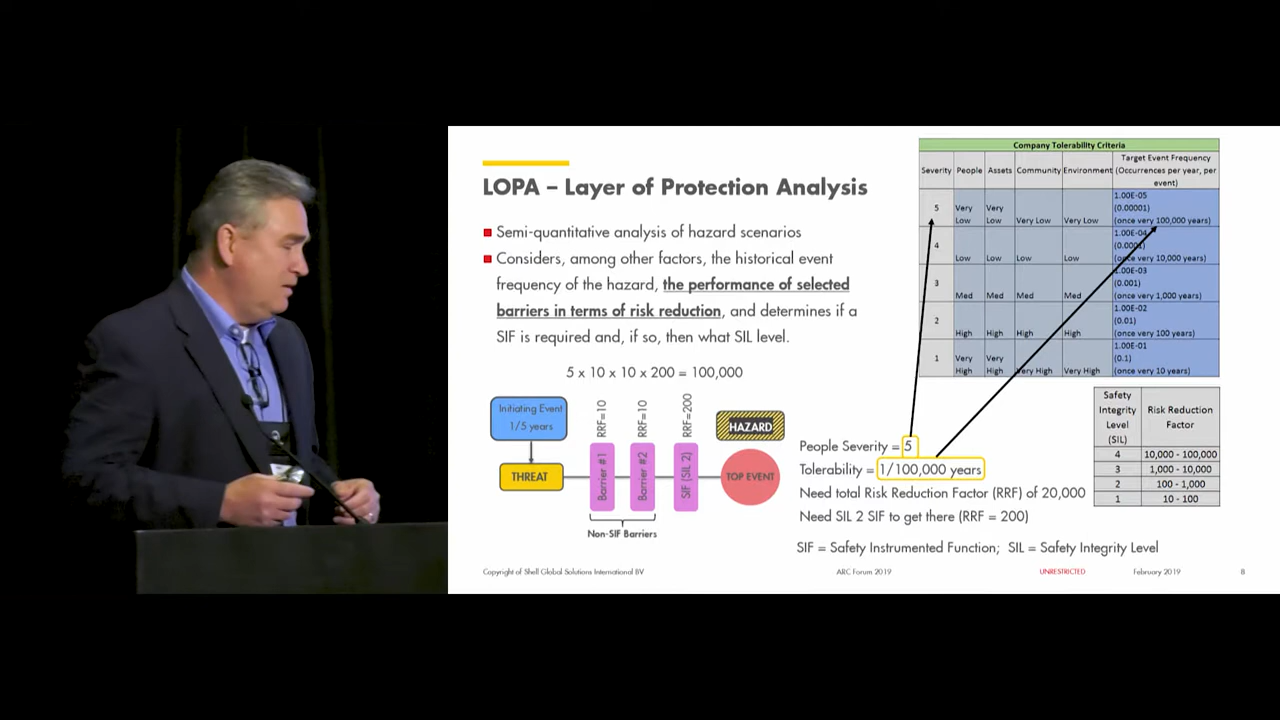 LOPA – Layer of Protection Analysis
Semi-quantitative analysis of hazard scenarios
Considers, among other factors, the historical event
frequency of the hazard, the performance of selected
barriers in terms of risk reduction, and determines if a
SIF is required and, if so, then what SIL level.
5 x 10 x 10 x 200 = 100,000
Initiating Event
1/5 years
THREAT
RRF=10
Barrier #1
RRF=10
Barrier #2
RRF=200
SIF (SIL 2)
HAZARD
TOP EVENT
Non-SIF Barriers
Company Tolerability Criteria
Severity People Assets Community Environment Target Event Frequency (Occurrences per year, per event)
5 Very Low Very Low Very Low Very Low 1.00E-05 (0.00001) (once very 100,000 years)
4 Low Low Low Low 1.00E-04 (0.0001) (once very 10,000 years)
3 Med Med Med Med 1.00E-03 (0.001) (once very 1,000 years)
2 High High High High 1.00E-02 (0.01) (once very 100 years)
1 Very High Very High Very High Very High 1.00E-01 (0.1) (once very 10 years)
People Severity = 5
Tolerability = 1/100,000 years
Need total Risk Reduction Factor (RRF) of 20,000
Need SIL 2 SIF to get there (RRF = 200)
Safety Integrity Level (SIL) Risk Reduction Factor
4 10,000 - 100,000
3 1,000 - 10,000
2 100 - 1,000
1 10 - 100
SIF = Safety Instrumented Function; SIL = Safety Integrity Level
Copyright of Shell Global Solutions International BV
ARC Forum 2019
UNRESTRICTED
February 2019
8